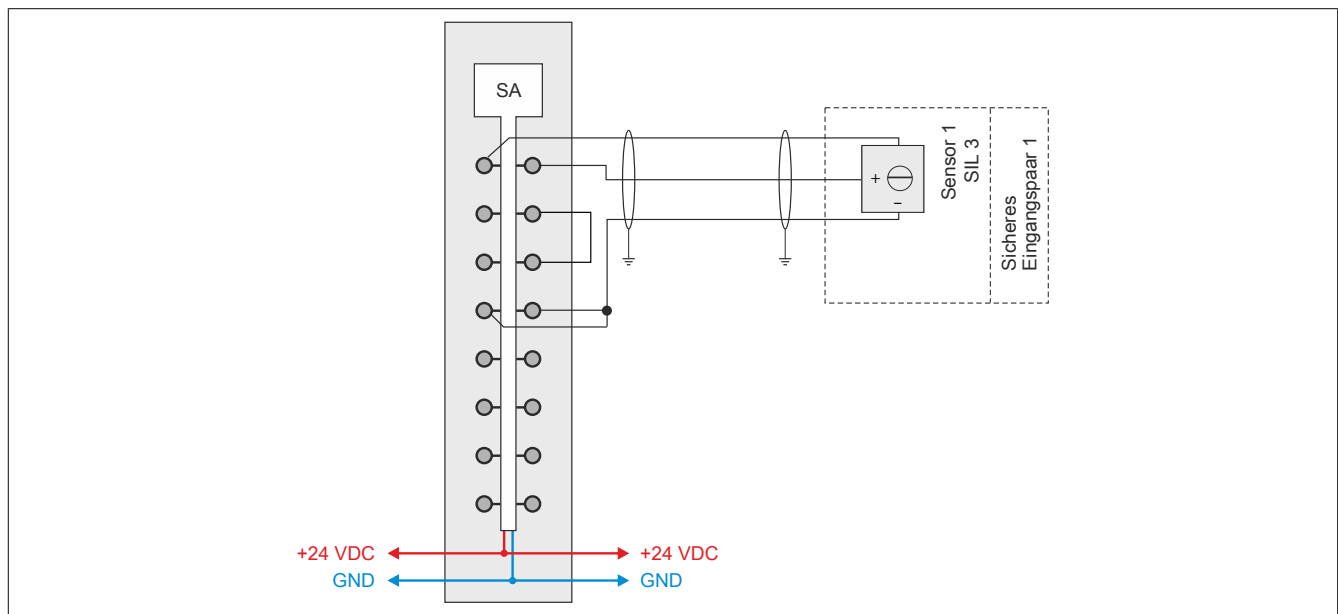 SA
+
–
Sensor 1
SIL 3
Sicheres
Eingangspaar 1
+24 VDC
+24 VDC
GND
GND